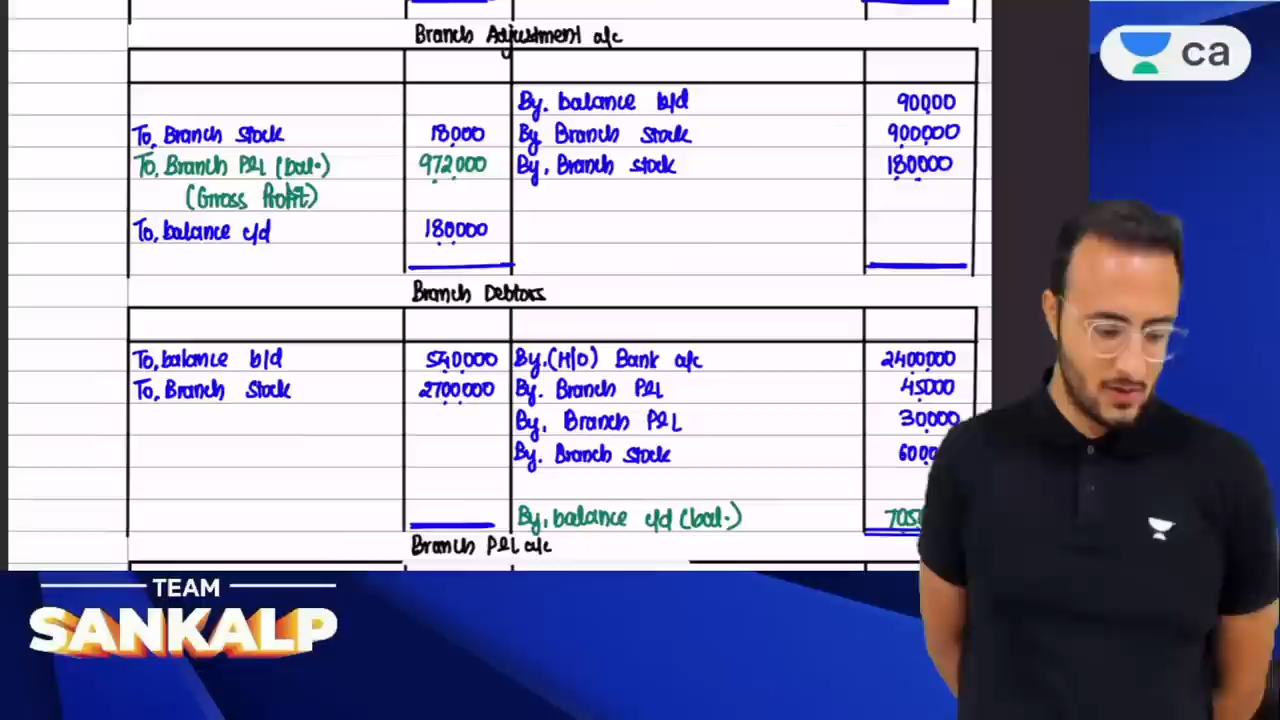 Branch Adjustment a/c
By. balance b/d 90000
To, Branch stock 18000 By Branch stock 900000
To, Branch P&L (bal.) 972000 By, Branch stock 180000
(Gross Profit)
To, balance c/d 180000
Branch Debtors
To, balance b/d 540000 By.(H/O) Bank a/c 2400000
To, Branch stock 2700000 By. Branch P&L 45000
By, Branch P&L 30000
By. Branch stock
By, balance c/d (bal.)
Branch P&L a/c
ca
TEAM
SANKALP